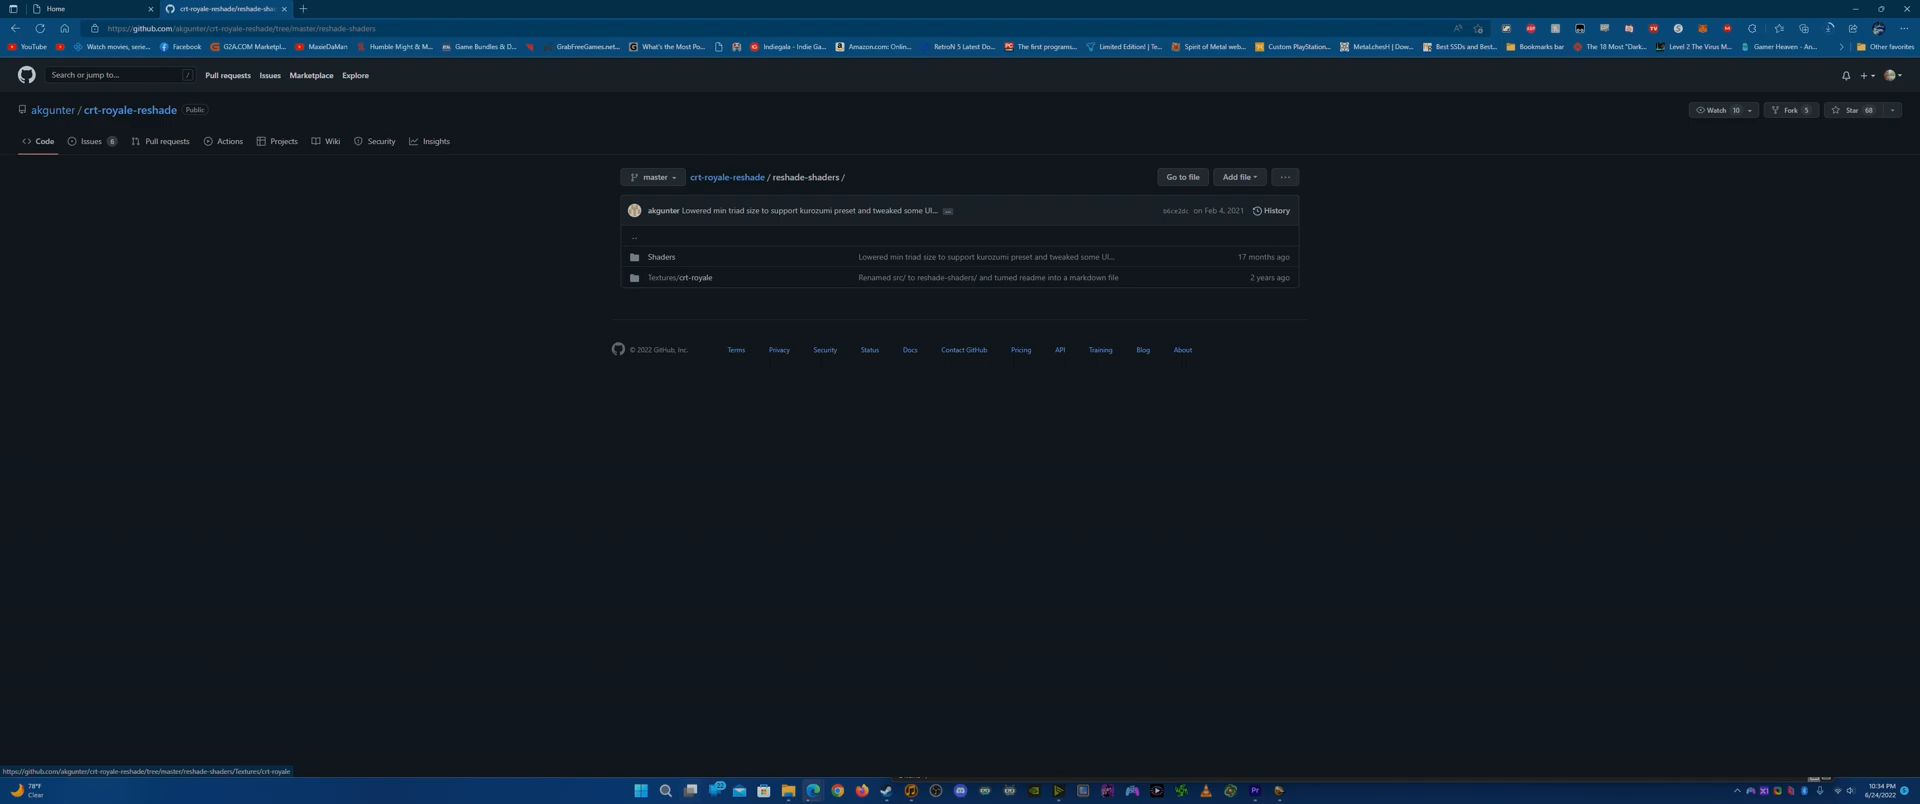 Home
crt-royale-reshade/reshade-sha
https://github.com/akgunter/crt-royale-reshade/tree/master/reshade-shaders
YouTube Watch movies, serie... Facebook G2A.COM Marketpl... MaxieDaMan Humble Might & M... Game Bundles & D... GrabFreeGames.net... What's the Most Po... Indiegala - Indie Ga... Amazon.com: Onlin... RetroN 5 Latest Do... The first programs... Limited Edition! | Te... Spirit of Metal web... Custom PlayStation... Metal.chesH | Dow... Best SSDs and Best... Bookmarks bar The 18 Most "Dark... Level 2 The Virus M... Gamer Heaven - An... Other favorites
Search or jump to... / Pull requests Issues Marketplace Explore
akgunter / crt-royale-reshade Public
Watch 10 Fork 5 Star 68
Code Issues 6 Pull requests Actions Projects Wiki Security Insights
master crt-royale-reshade / reshade-shaders / Go to file Add file ...
akgunter Lowered min triad size to support kurozumi preset and tweaked some UI... ... b6ce2dc on Feb 4, 2021 History
..
Shaders Lowered min triad size to support kurozumi preset and tweaked some UI... 17 months ago
Textures/crt-royale Renamed src/ to reshade-shaders/ and turned readme into a markdown file 2 years ago
© 2022 GitHub, Inc. Terms Privacy Security Status Docs Contact GitHub Pricing API Training Blog About
https://github.com/akgunter/crt-royale-reshade/tree/master/reshade-shaders/Textures/crt-royale
78°F
Clear
10:34 PM
6/24/2022